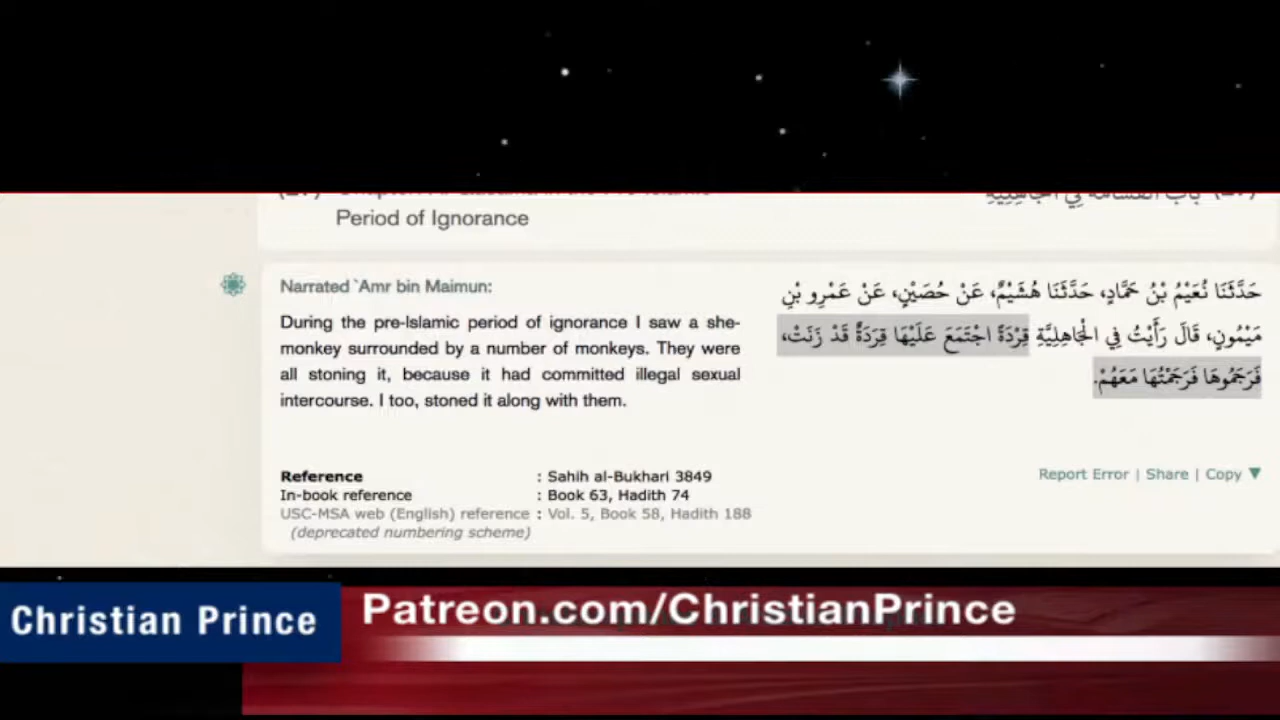 Period of Ignorance
Narrated `Amr bin Maimun:
During the pre-Islamic period of ignorance I saw a she-
monkey surrounded by a number of monkeys. They were
all stoning it, because it had committed illegal sexual
intercourse. I too, stoned it along with them.
حَدَّثَنَا نُعَيْمُ بْنُ حَمَّادٍ، حَدَّثَنَا هُشَيْمٌ، عَنْ حُصَيْنٍ، عَنْ عَمْرِو بْنِ
مَيْمُونٍ، قَالَ رَأَيْتُ فِي الْجَاهِلِيَّةِ قِرْدَةً اجْتَمَعَ عَلَيْهَا قِرَدَةٌ قَدْ زَنَتْ،
فَرَجَمُوهَا فَرَجَمْتُهَا مَعَهُمْ.
Reference : Sahih al-Bukhari 3849
In-book reference : Book 63, Hadith 74
USC-MSA web (English) reference : Vol. 5, Book 58, Hadith 188
(deprecated numbering scheme)
Report Error | Share | Copy ▼
Christian Prince
Patreon.com/ChristianPrince